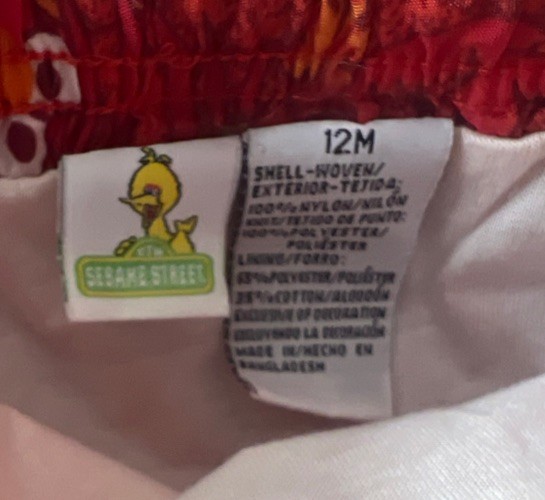 123 SESAME STREET
12M
SHELL-WOVEN/
EXTERIOR-TEJIDA:
100% NYLON/NILÓN
KNIT/TEJIDO DE PUNTO:
100% POLYESTER/
POLIÉSTER
LINING/FORRO:
65% POLYESTER/POLIÉSTER
35% COTTON/ALGODÓN
EXCLUSIVE OF DECORATION
EXCLUYENDO LA DECORACIÓN
MADE IN/HECHO EN
BANGLADESH